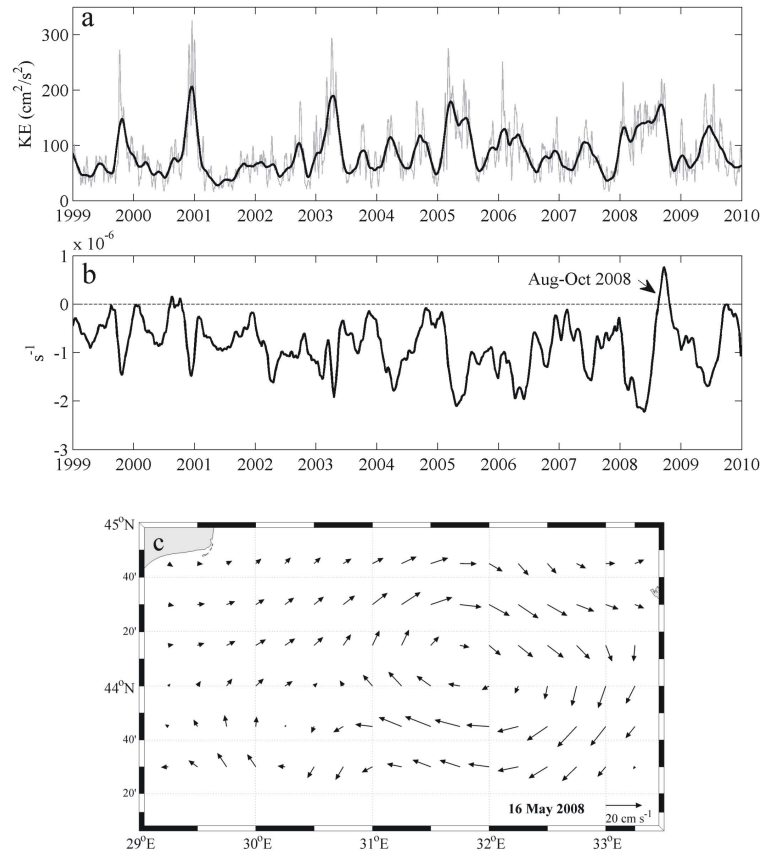 a
KE (cm²/s²)
300
200
100
0
1999 2000 2001 2002 2003 2004 2005 2006 2007 2008 2009 2010
x 10⁻⁶
b
s⁻¹
1
0
-1
-2
-3
Aug-Oct 2008
1999 2000 2001 2002 2003 2004 2005 2006 2007 2008 2009 2010
c
45°N
40'
20'
44°N
40'
20'
16 May 2008
20 cm s⁻¹
29°E 30°E 31°E 32°E 33°E